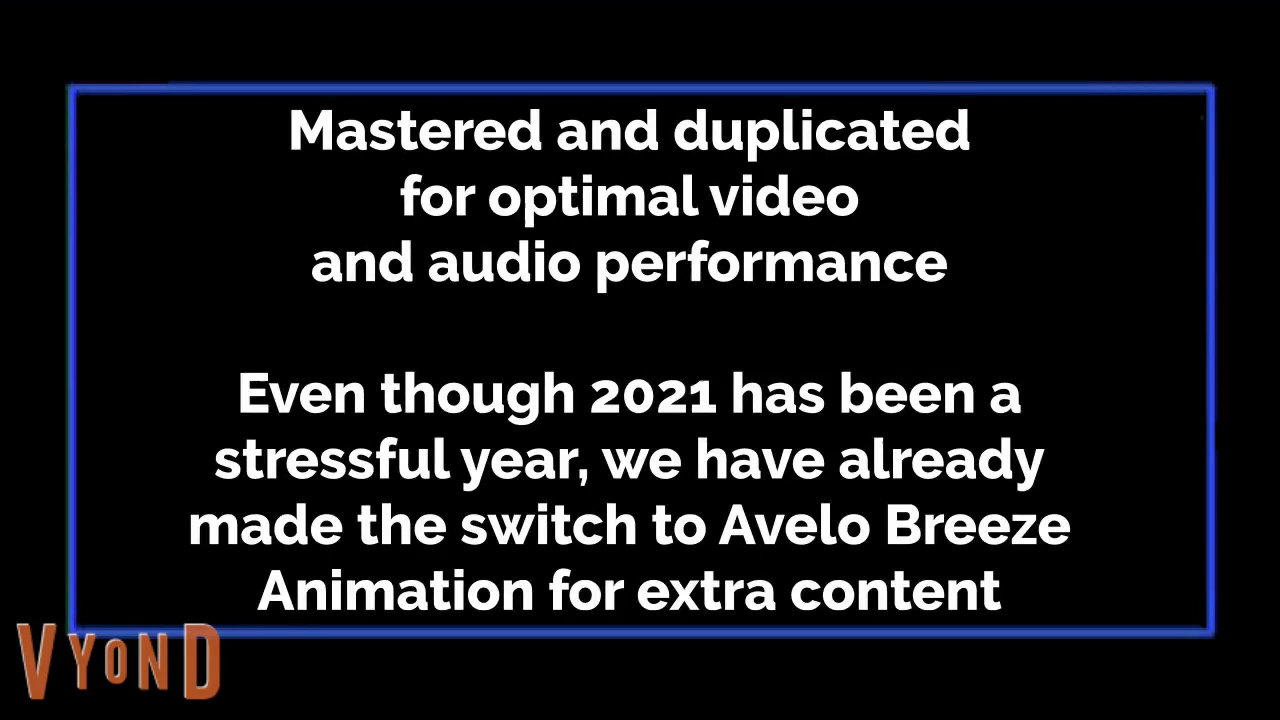 Mastered and duplicated
for optimal video
and audio performance
Even though 2021 has been a
stressful year, we have already
made the switch to Avelo Breeze
Animation for extra content
VYOND